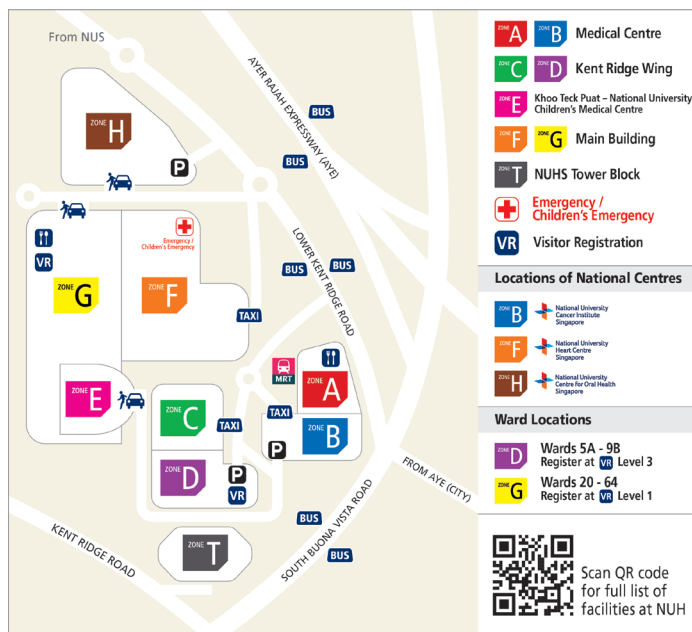 From NUS
AYER RAJAH EXPRESSWAY (AYE)
BUS
BUS
ZONE H
P
Emergency /
Children's Emergency
VR
ZONE G
ZONE F
LOWER KENT RIDGE ROAD
BUS
BUS
TAXI
MRT
ZONE A
ZONE E
ZONE C
TAXI
TAXI
ZONE B
P
ZONE D
P
VR
FROM AYE (CITY)
KENT RIDGE ROAD
ZONE T
BUS
BUS
SOUTH BUONA VISTA ROAD
ZONE A ZONE B Medical Centre
ZONE C ZONE D Kent Ridge Wing
ZONE E Khoo Teck Puat – National University
Children's Medical Centre
ZONE F ZONE G Main Building
ZONE T NUHS Tower Block
Emergency /
Children's Emergency
VR Visitor Registration
Locations of National Centres
ZONE B National University
Cancer Institute
Singapore
ZONE F National University
Heart Centre
Singapore
ZONE H National University
Centre for Oral Health
Singapore
Ward Locations
ZONE D Wards 5A - 9B
Register at VR Level 3
ZONE G Wards 20 - 64
Register at VR Level 1
Scan QR code
for full list of
facilities at NUH